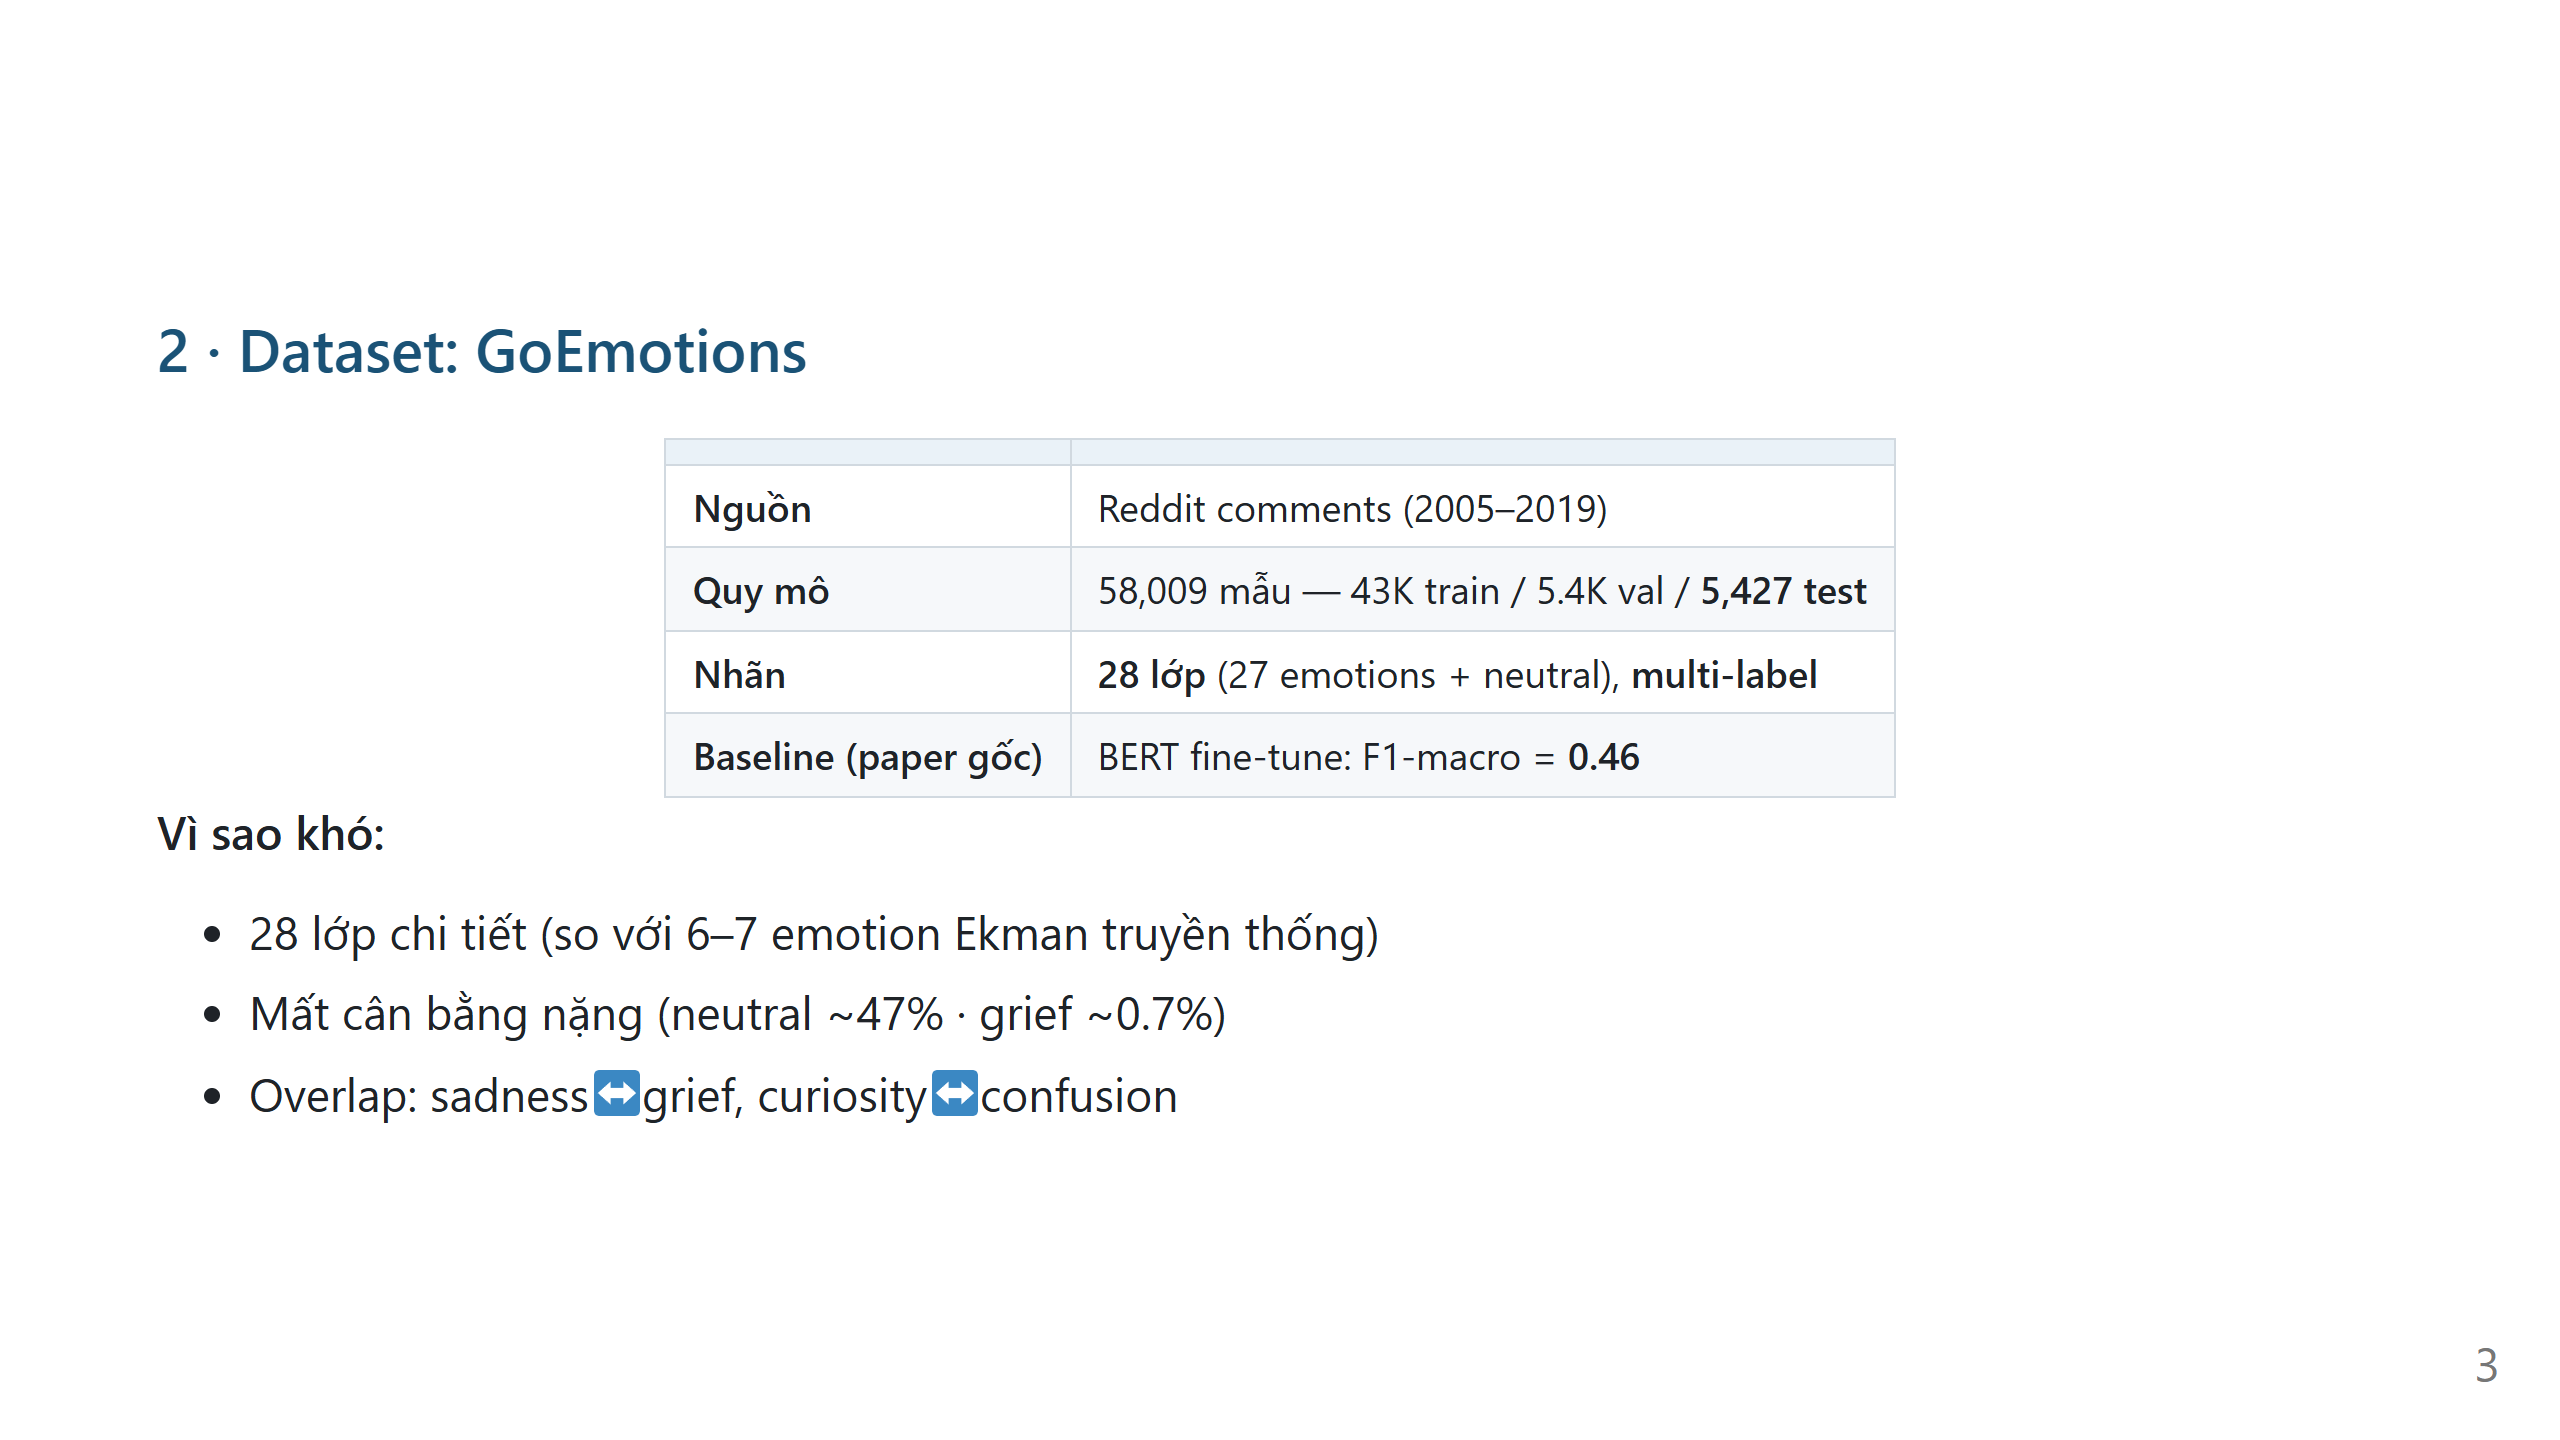 2 · Dataset: GoEmotions
Nguồn Reddit comments (2005–2019)
Quy mô 58,009 mẫu — 43K train / 5.4K val / 5,427 test
Nhãn 28 lớp (27 emotions + neutral), multi-label
Baseline (paper gốc) BERT fine-tune: F1-macro = 0.46
Vì sao khó:
• 28 lớp chi tiết (so với 6–7 emotion Ekman truyền thống)
• Mất cân bằng nặng (neutral ~47% · grief ~0.7%)
• Overlap: sadness↔️grief, curiosity↔️confusion
3